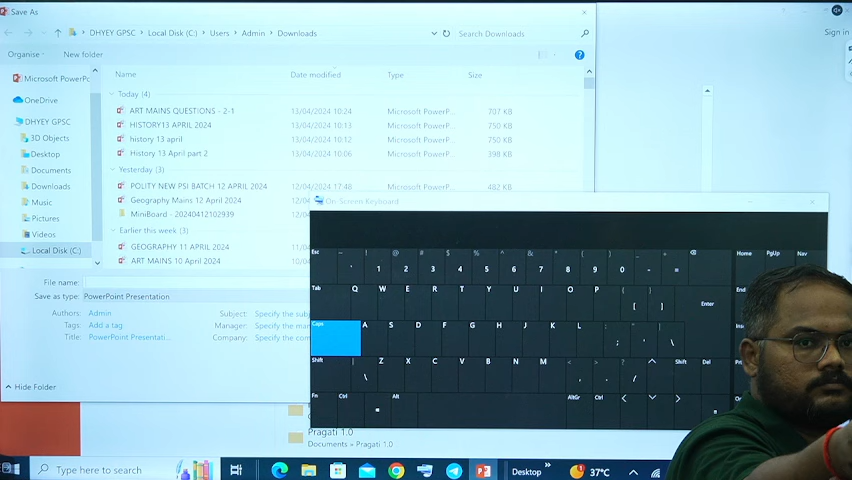 Save As
Sign in
DHYEY GPSC > Local Disk (C:) > Users > Admin > Downloads
Search Downloads
Organise
New folder
Microsoft PowerPo
OneDrive
DHYEY GPSC
3D Objects
Desktop
Documents
Downloads
Music
Pictures
Videos
Local Disk (C:)
Name Date modified Type Size
Today (4)
ART MAINS QUESTIONS - 2-1 13/04/2024 10:24 Microsoft PowerP... 707 KB
HISTORY13 APRIL 2024 13/04/2024 10:13 Microsoft PowerP... 750 KB
history 13 april 13/04/2024 10:12 Microsoft PowerP... 750 KB
History 13 April part 2 13/04/2024 10:06 Microsoft PowerP... 398 KB
Yesterday (3)
POLITY NEW PSI BATCH 12 APRIL 2024 12/04/2024 17:48 Microsoft PowerP... 482 KB
Geography Mains 12 April 2024
MiniBoard - 20240412102939
Earlier this week (3)
GEOGRAPHY 11 APRIL 2024
ART MAINS 10 April 2024
File name:
Save as type: PowerPoint Presentation
Authors: Admin
Tags: Add a tag
Title: PowerPoint Presentati...
Subject: Specify the sub
Manager: Specify the ma
Company: Specify the com
Hide Folder
On-Screen Keyboard
Esc ~ ` ! 1 @ 2 # 3 $ 4 % 5 ^ 6 & 7 * 8 ( 9 ) 0 _ - + = Home PgUp Nav
Tab Q W E R T Y U I O P { [ } ] Enter End
Caps A S D F G H J K L : ; " ' | \ Ins
Shift | \ Z X C V B N M < , > . ? / Shift Del
Fn Ctrl Alt AltGr Ctrl
Pragati 1.0
Documents » Pragati 1.0
Type here to search
Desktop
37°C